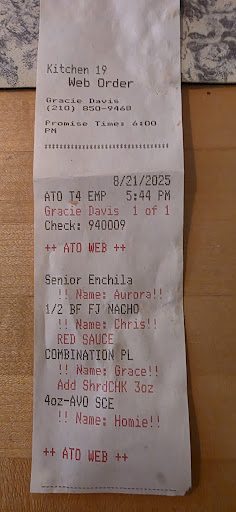 Kitchen 19
Web Order
Gracie Davis
(210) 850-9468
Promise Time: 6:00
PM
8/21/2025
ATO T4 EMP 5:44 PM
Gracie Davis 1 of 1
Check: 940009
++ ATO WEB ++
Senior Enchila
!! Name: Aurora!!
1/2 BF FJ NACHO
!! Name: Chris!!
RED SAUCE
COMBINATION PL
!! Name: Grace!!
Add ShrdCHK 3oz
4oz-AVO SCE
!! Name: Homie!!
++ ATO WEB ++